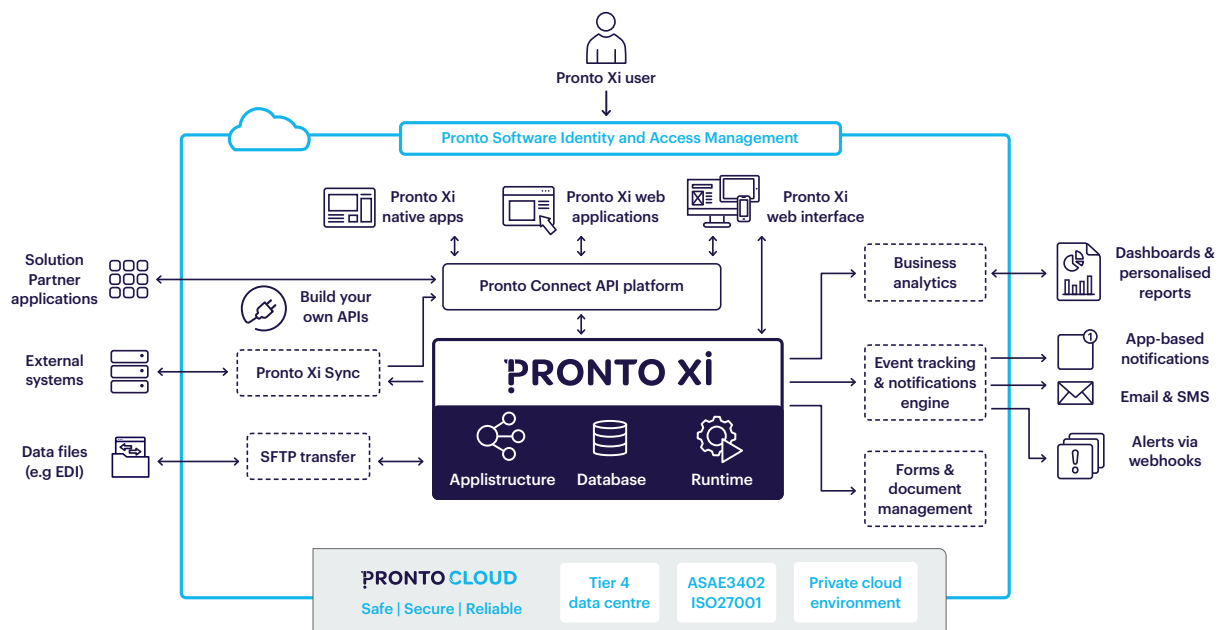 Pronto Xi user
Pronto Software Identity and Access Management
Pronto Xi
native apps
Pronto Xi web
applications
Pronto Xi
web interface
Solution
Partner
applications
Build your
own APIs
Pronto Connect API platform
Business
analytics
Dashboards &
personalised
reports
External
systems
Pronto Xi Sync
PRONTO Xi
Event tracking
& notifications
engine
1
App-based
notifications
Email & SMS
Data files
(e.g EDI)
SFTP transfer
Applistructure
Database
Runtime
Forms &
document
management
Alerts via
webhooks
PRONTO CLOUD
Safe | Secure | Reliable
Tier 4
data centre
ASAE3402
ISO27001
Private cloud
environment